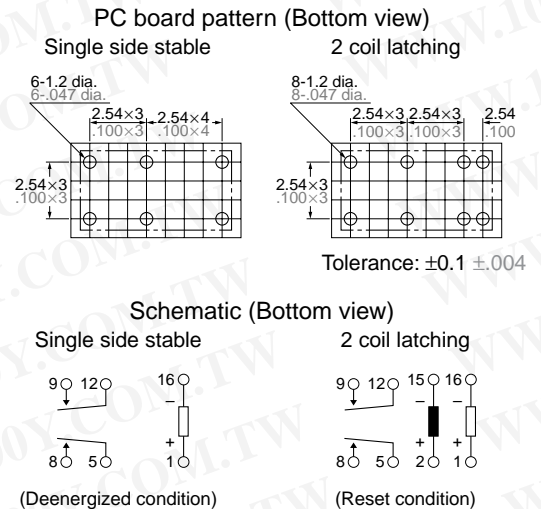 PC board pattern (Bottom view)
Single side stable
2 coil latching
6-1.2 dia.
6-.047 dia.
2.54×3
.100×3
2.54×4
.100×4
2.54×3
.100×3
8-1.2 dia.
8-.047 dia.
2.54×3
.100×3
2.54×3
.100×3
2.54
.100
2.54×3
.100×3
Tolerance: ±0.1 ±.004
Schematic (Bottom view)
Single side stable
2 coil latching
9 12 16
–
+
8 5 1
(Deenergized condition)
9 12 15 16
– –
+ +
8 5 2 1
(Reset condition)